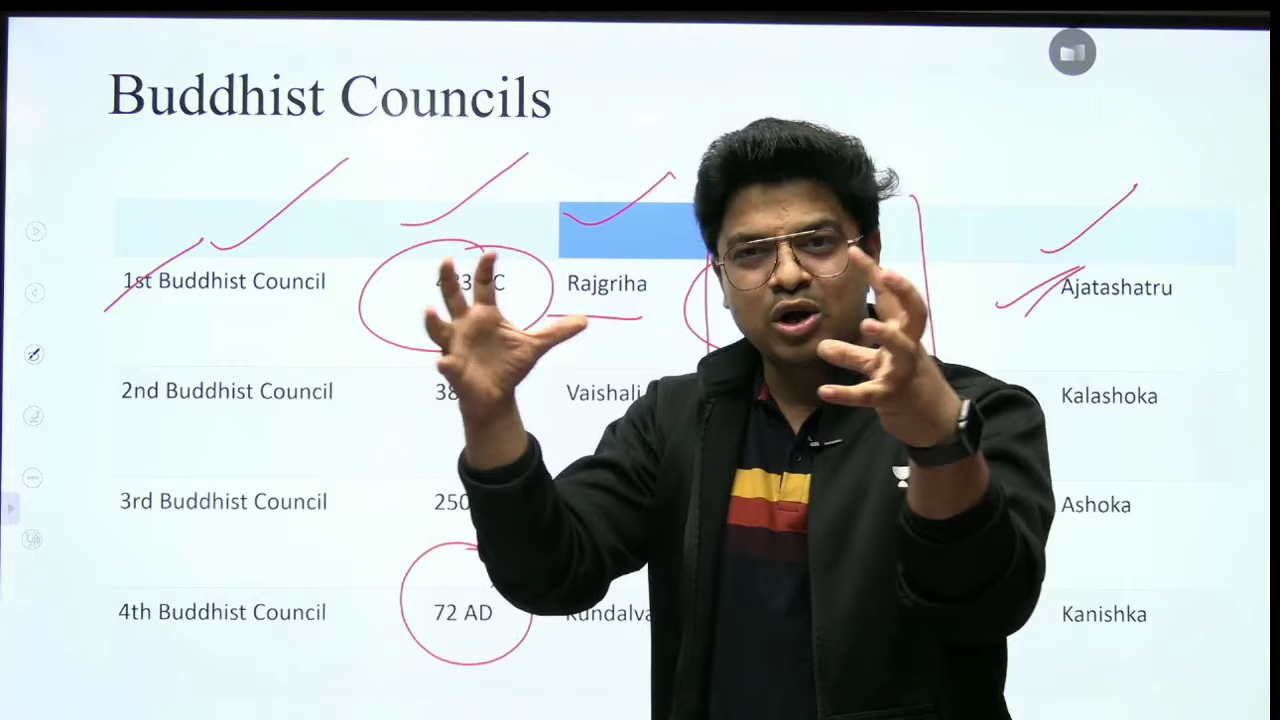 Buddhist Councils
1st Buddhist Council Rajgriha Ajatashatru
2nd Buddhist Council Vaishali Kalashoka
3rd Buddhist Council 250 Ashoka
4th Buddhist Council 72 AD Kanishka